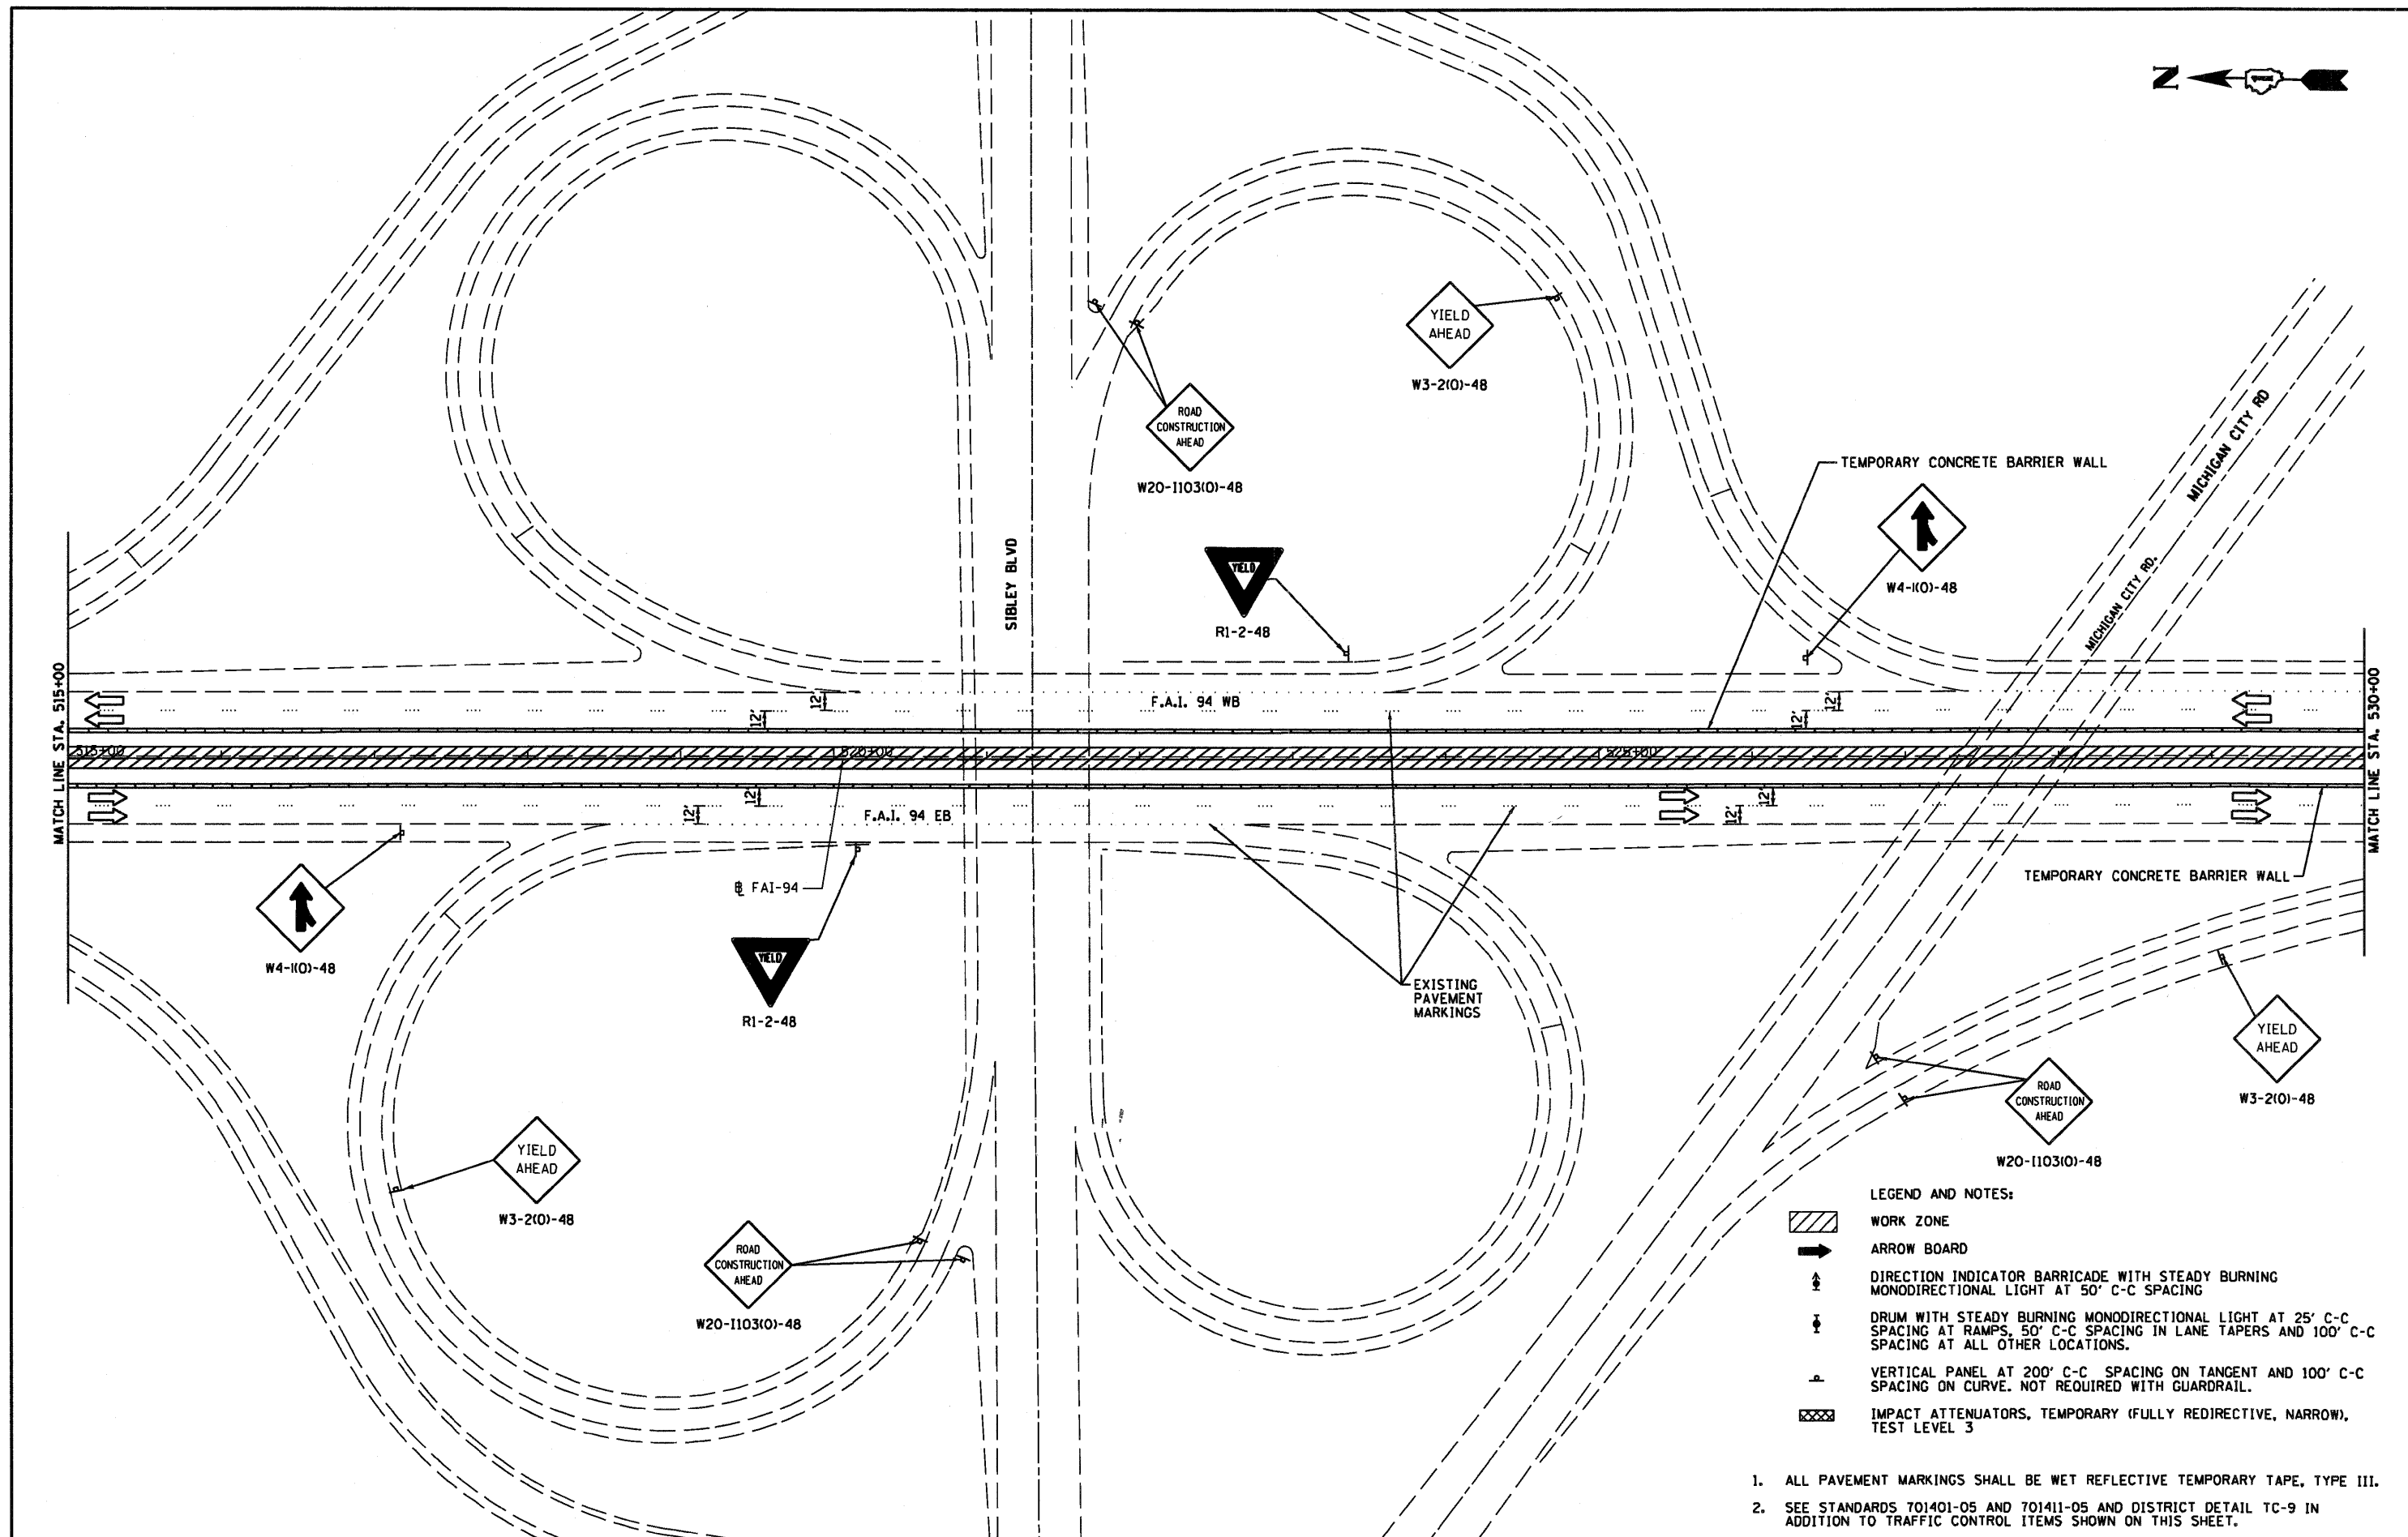 N
YIELD
AHEAD
W3-2(O)-48
ROAD
CONSTRUCTION
AHEAD
W20-I103(O)-48
TEMPORARY CONCRETE BARRIER WALL
MICHIGAN CITY RD
W4-1(O)-48
SIBLEY BLVD
YIELD
R1-2-48
MICHIGAN CITY RD.
MATCH LINE STA. 515+00
MATCH LINE STA. 530+00
F.A.I. 94 WB
12'
12'
12'
12'
515+00
520+00
525+00
12'
12'
12'
12'
F.A.I. 94 EB
FAI-94
TEMPORARY CONCRETE BARRIER WALL
W4-1(O)-48
YIELD
R1-2-48
EXISTING
PAVEMENT
MARKINGS
YIELD
AHEAD
W3-2(O)-48
ROAD
CONSTRUCTION
AHEAD
W20-I103(O)-48
YIELD
AHEAD
W3-2(O)-48
ROAD
CONSTRUCTION
AHEAD
W20-I103(O)-48
LEGEND AND NOTES:
WORK ZONE
ARROW BOARD
DIRECTION INDICATOR BARRICADE WITH STEADY BURNING
MONODIRECTIONAL LIGHT AT 50' C-C SPACING
DRUM WITH STEADY BURNING MONODIRECTIONAL LIGHT AT 25' C-C
SPACING AT RAMPS, 50' C-C SPACING IN LANE TAPERS AND 100' C-C
SPACING AT ALL OTHER LOCATIONS.
VERTICAL PANEL AT 200' C-C SPACING ON TANGENT AND 100' C-C
SPACING ON CURVE. NOT REQUIRED WITH GUARDRAIL.
IMPACT ATTENUATORS, TEMPORARY (FULLY REDIRECTIVE, NARROW),
TEST LEVEL 3
1. ALL PAVEMENT MARKINGS SHALL BE WET REFLECTIVE TEMPORARY TAPE, TYPE III.
2. SEE STANDARDS 701401-05 AND 701411-05 AND DISTRICT DETAIL TC-9 IN
ADDITION TO TRAFFIC CONTROL ITEMS SHOWN ON THIS SHEET.